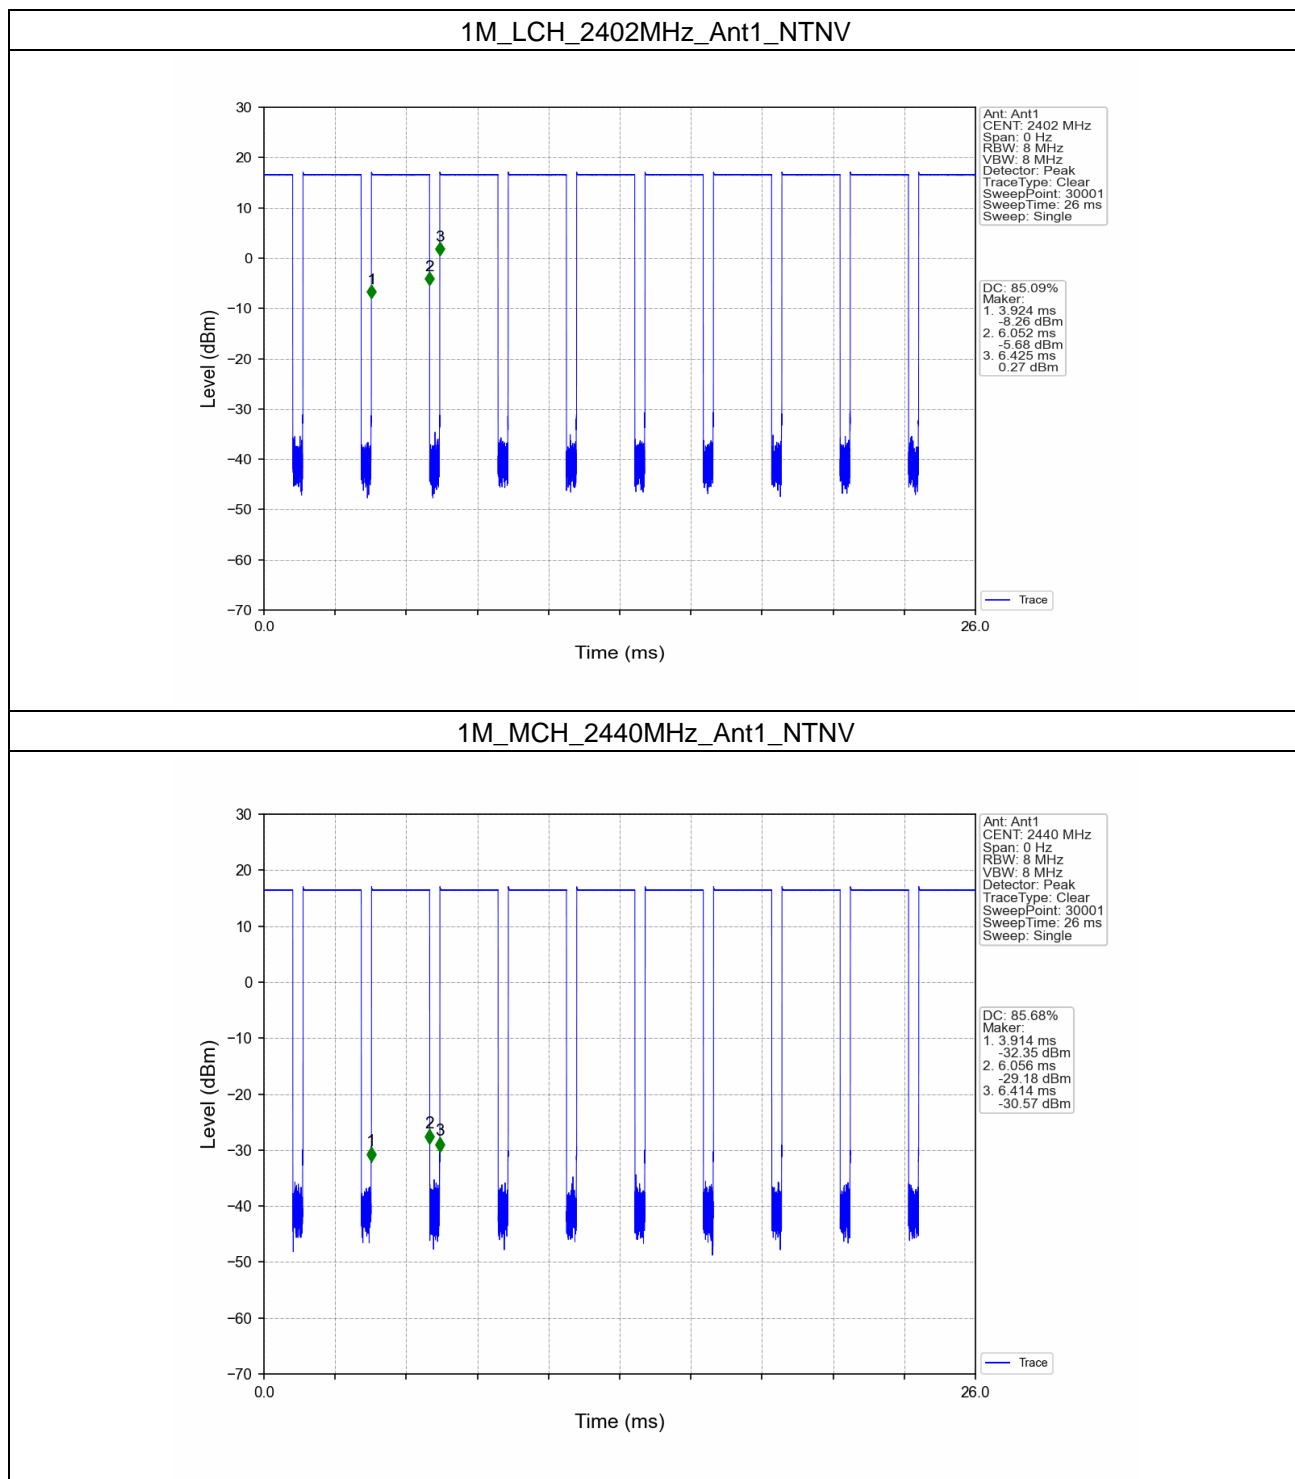 1M_LCH_2402MHz_Ant1_NTNV
30
20
10
0
−10
−20
−30
−40
−50
−60
−70
Level (dBm)
1
2
3
0.0
26.0
Time (ms)
Ant: Ant1
CENT: 2402 MHz
Span: 0 Hz
RBW: 8 MHz
VBW: 8 MHz
Detector: Peak
TraceType: Clear
SweepPoint: 30001
SweepTime: 26 ms
Sweep: Single
DC: 85.09%
Maker:
1. 3.924 ms
-8.26 dBm
2. 6.052 ms
-5.68 dBm
3. 6.425 ms
0.27 dBm
Trace
1M_MCH_2440MHz_Ant1_NTNV
30
20
10
0
−10
−20
−30
−40
−50
−60
−70
Level (dBm)
1
2
3
0.0
26.0
Time (ms)
Ant: Ant1
CENT: 2440 MHz
Span: 0 Hz
RBW: 8 MHz
VBW: 8 MHz
Detector: Peak
TraceType: Clear
SweepPoint: 30001
SweepTime: 26 ms
Sweep: Single
DC: 85.68%
Maker:
1. 3.914 ms
-32.35 dBm
2. 6.056 ms
-29.18 dBm
3. 6.414 ms
-30.57 dBm
Trace